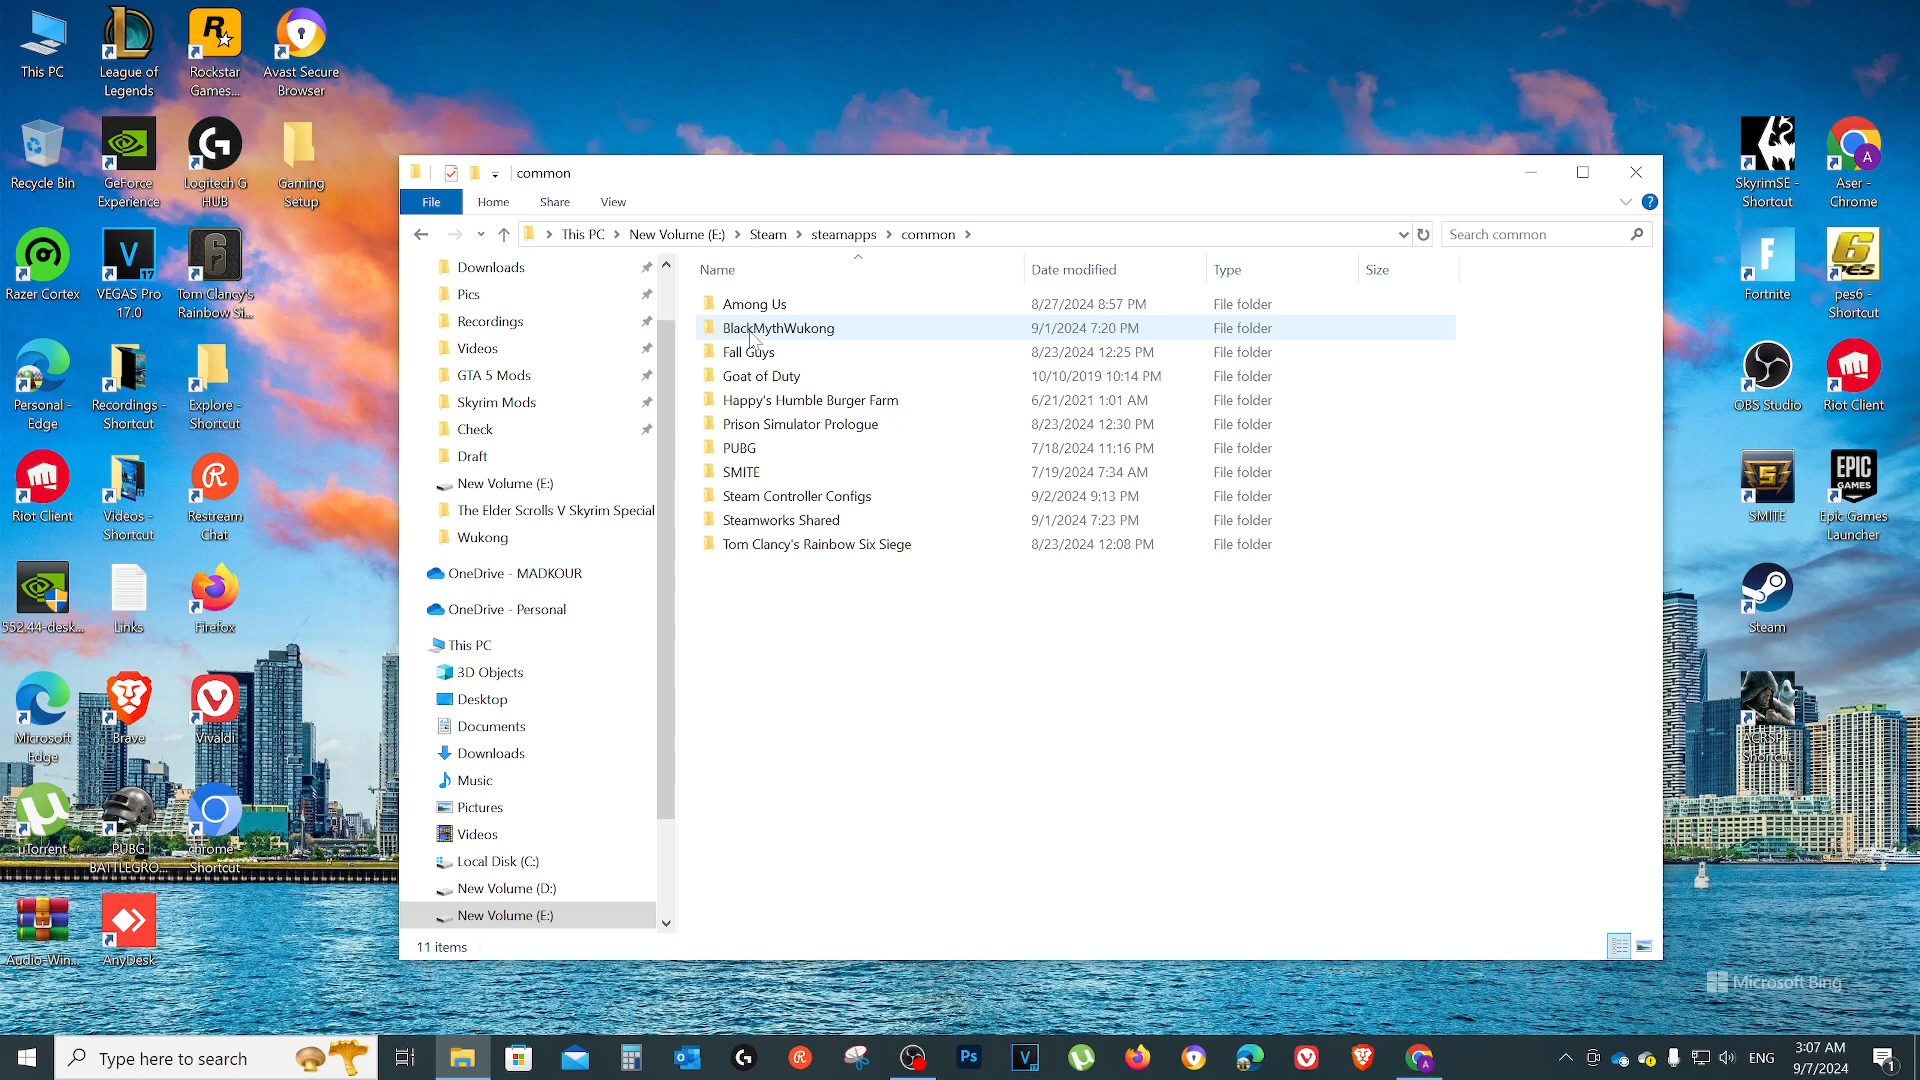 This PC
League of
Legends
Rockstar
Games...
Avast Secure
Browser
Recycle Bin
GeForce
Experience
Logitech G
HUB
Gaming
Setup
Razer Cortex
VEGAS Pro
17.0
Tom Clancy's
Rainbow Si...
Personal -
Edge
Recordings -
Shortcut
Explore -
Shortcut
Riot Client
Videos -
Shortcut
Restream
Chat
552.44-desk...
Links
Firefox
Microsoft
Edge
Brave
Vivaldi
µTorrent
PUBG
BATTLEGRO...
chrome -
Shortcut
Audio-Win...
AnyDesk
common
File
Home
Share
View
This PC > New Volume (E:) > Steam > steamapps > common >
Search common
Downloads
Pics
Recordings
Videos
GTA 5 Mods
Skyrim Mods
Check
Draft
New Volume (E:)
The Elder Scrolls V Skyrim Special
Wukong
OneDrive - MADKOUR
OneDrive - Personal
This PC
3D Objects
Desktop
Documents
Downloads
Music
Pictures
Videos
Local Disk (C:)
New Volume (D:)
New Volume (E:)
Name Date modified Type Size
Among Us 8/27/2024 8:57 PM File folder
BlackMythWukong 9/1/2024 7:20 PM File folder
Fall Guys 8/23/2024 12:25 PM File folder
Goat of Duty 10/10/2019 10:14 PM File folder
Happy's Humble Burger Farm 6/21/2021 1:01 AM File folder
Prison Simulator Prologue 8/23/2024 12:30 PM File folder
PUBG 7/18/2024 11:16 PM File folder
SMITE 7/19/2024 7:34 AM File folder
Steam Controller Configs 9/2/2024 9:13 PM File folder
Steamworks Shared 9/1/2024 7:23 PM File folder
Tom Clancy's Rainbow Six Siege 8/23/2024 12:08 PM File folder
11 items
SkyrimSE -
Shortcut
Aser -
Chrome
Fortnite
pes6 -
Shortcut
OBS Studio
Riot Client
SMITE
EPIC
GAMES
Epic Games
Launcher
Steam
ACRSP -
Shortcut
Microsoft Bing
Type here to search
Ps
V
ENG
3:07 AM
9/7/2024
1